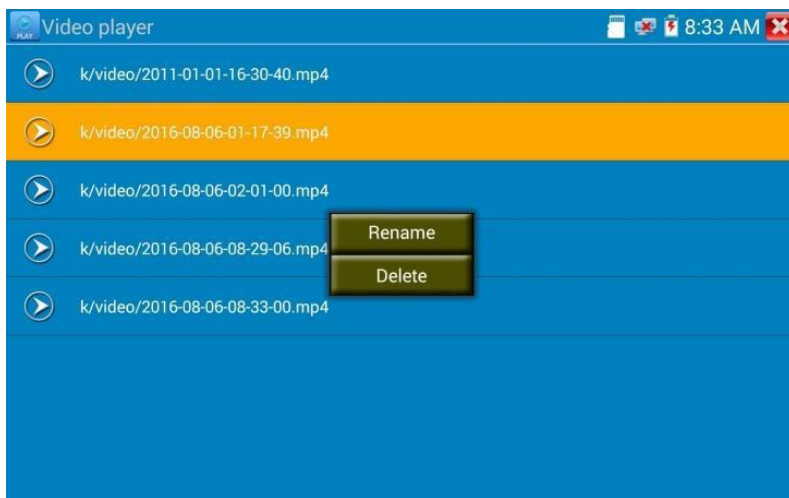 PLAY
Video player
8:33 AM
k/video/2011-01-01-16-30-40.mp4
k/video/2016-08-06-01-17-39.mp4
k/video/2016-08-06-02-01-00.mp4
k/video/2016-08-06-08-29-06.mp4
k/video/2016-08-06-08-33-00.mp4
Rename
Delete